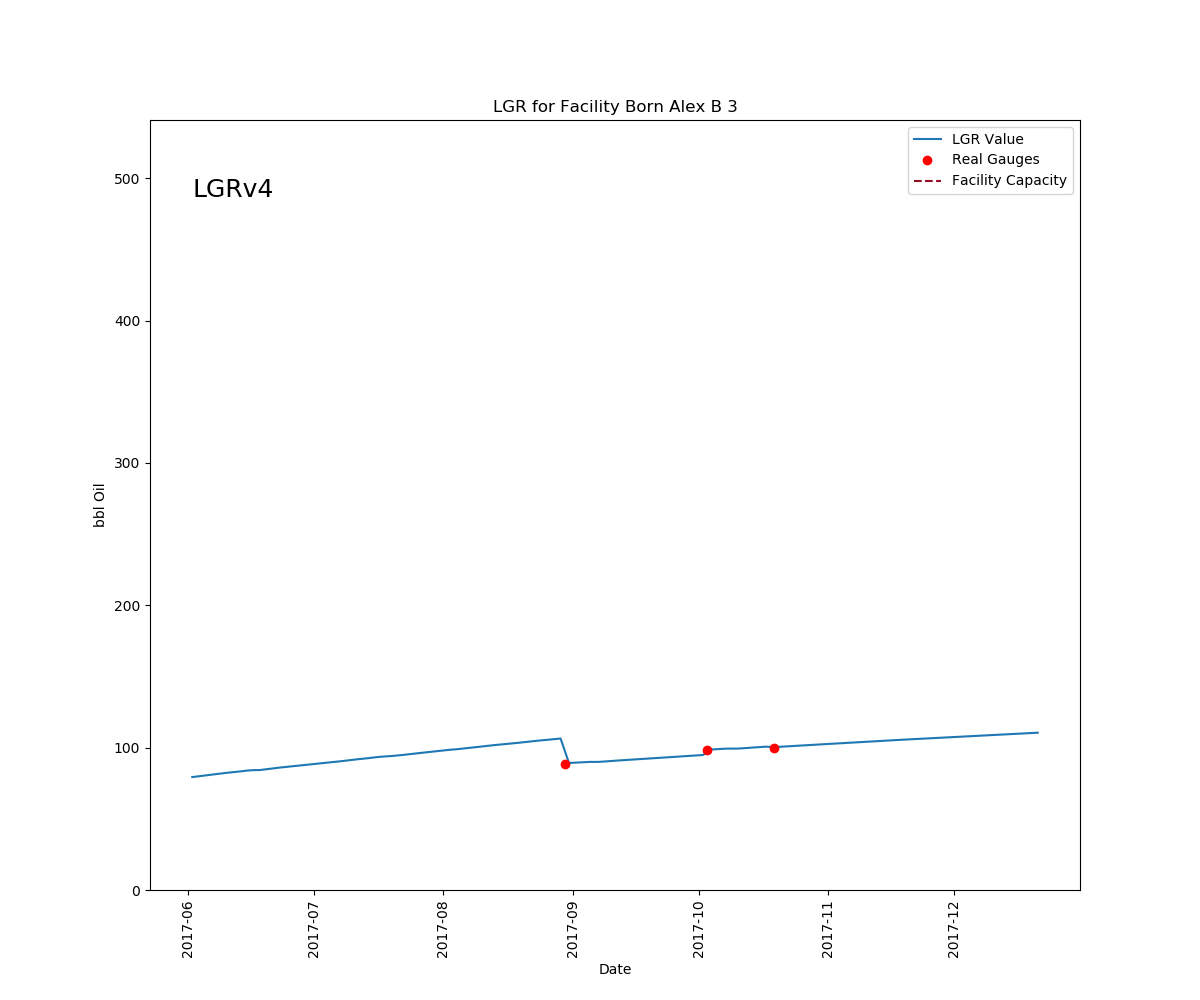 LGR for Facility Born Alex B 3
LGRv4
LGR Value
Real Gauges
Facility Capacity
500
400
300
200
100
0
bbl Oil
2017-06
2017-07
2017-08
2017-09
2017-10
2017-11
2017-12
Date